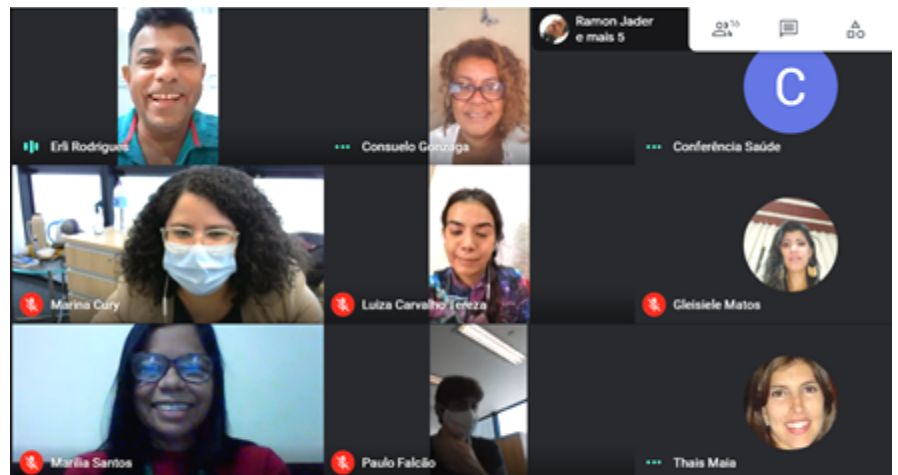 Ramon Jader
e mais 5
16
C
Erli Rodrigues
Consuelo Gonzaga
Conferência Saúde
Marina Cury
Luiza Carvalho Tereza
Gleisiele Matos
Marília Santos
Paulo Falcão
Thais Maia